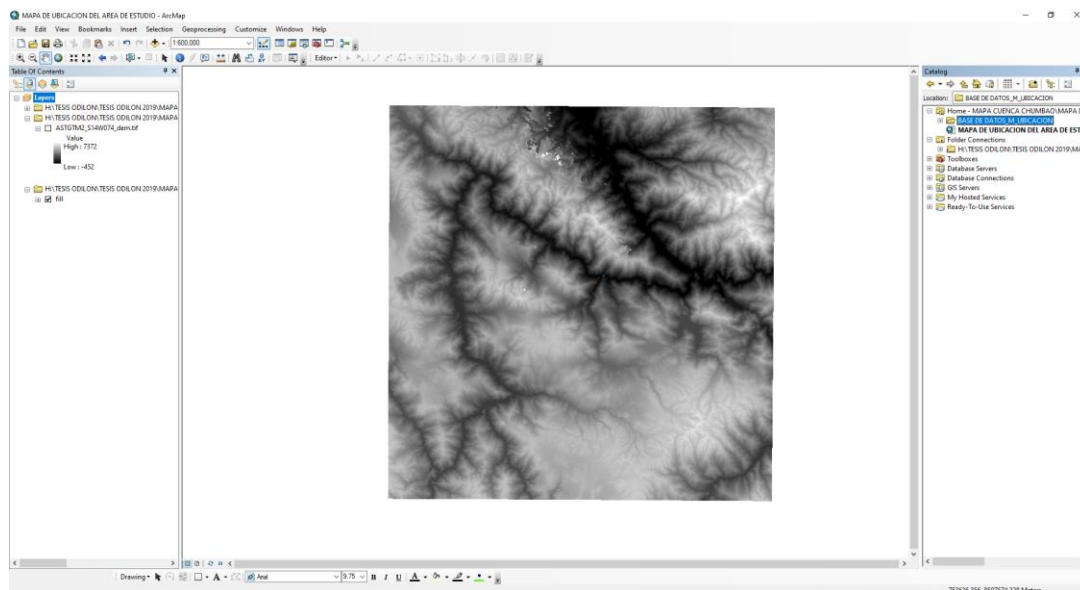 MAPA DE UBICACION DEL AREA DE ESTUDIO - ArcMap
File Edit View Bookmarks Insert Selection Geoprocessing Customize Windows Help
1:600,000
Editor
Table Of Contents
Layers
H:\TESIS ODILON\TESIS ODILON 2019\MAPA
H:\TESIS ODILON\TESIS ODILON 2019\MAPA
ASTGTM2_S14W074_dem.tif
Value
High : 7372
Low : -452
H:\TESIS ODILON\TESIS ODILON 2019\MAPA
fill
Catalog
Location: BASE DE DATOS_M_UBICACION
Home - MAPA CUENCA CHUMBAO\MAPA D
BASE DE DATOS_M_UBICACION
MAPA DE UBICACION DEL AREA DE EST
Folder Connections
H:\TESIS ODILON\TESIS ODILON 2019\MA
Toolboxes
Database Servers
Database Connections
GIS Servers
My Hosted Services
Ready-To-Use Services
Drawing
Arial
9.75
B I U A